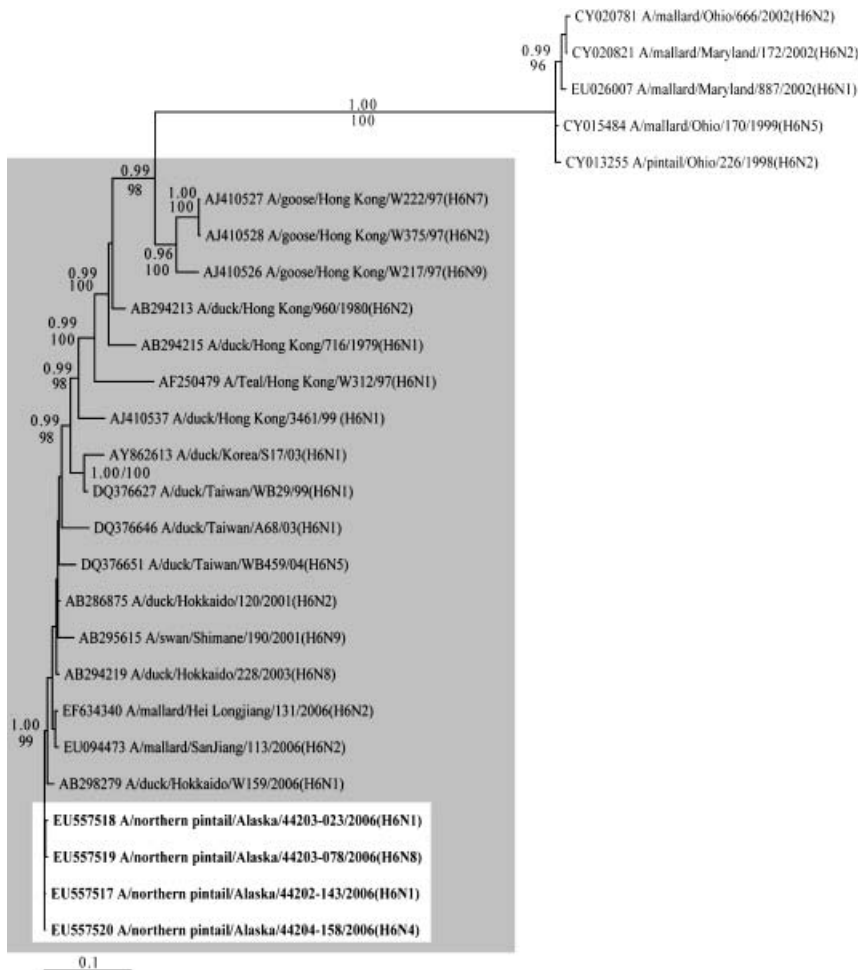 CY020781 A/mallard/Ohio/666/2002(H6N2)
0.99
96
CY020821 A/mallard/Maryland/172/2002(H6N2)
EU026007 A/mallard/Maryland/887/2002(H6N1)
1.00
100
CY015484 A/mallard/Ohio/170/1999(H6N5)
CY013255 A/pintail/Ohio/226/1998(H6N2)
0.99
98
1.00
100
AJ410527 A/goose/Hong Kong/W222/97(H6N7)
AJ410528 A/goose/Hong Kong/W375/97(H6N2)
0.96
100
AJ410526 A/goose/Hong Kong/W217/97(H6N9)
0.99
100
AB294213 A/duck/Hong Kong/960/1980(H6N2)
0.99
100
AB294215 A/duck/Hong Kong/716/1979(H6N1)
0.99
98
AF250479 A/Teal/Hong Kong/W312/97(H6N1)
0.99
98
AJ410537 A/duck/Hong Kong/3461/99 (H6N1)
AY862613 A/duck/Korea/S17/03(H6N1)
1.00/100
DQ376627 A/duck/Taiwan/WB29/99(H6N1)
DQ376646 A/duck/Taiwan/A68/03(H6N1)
DQ376651 A/duck/Taiwan/WB459/04(H6N5)
AB286875 A/duck/Hokkaido/120/2001(H6N2)
AB295615 A/swan/Shimane/190/2001(H6N9)
AB294219 A/duck/Hokkaido/228/2003(H6N8)
1.00
99
EF634340 A/mallard/Hei Longjiang/131/2006(H6N2)
EU094473 A/mallard/SanJiang/113/2006(H6N2)
AB298279 A/duck/Hokkaido/W159/2006(H6N1)
EU557518 A/northern pintail/Alaska/44203-023/2006(H6N1)
EU557519 A/northern pintail/Alaska/44203-078/2006(H6N8)
EU557517 A/northern pintail/Alaska/44202-143/2006(H6N1)
EU557520 A/northern pintail/Alaska/44204-158/2006(H6N4)
0.1